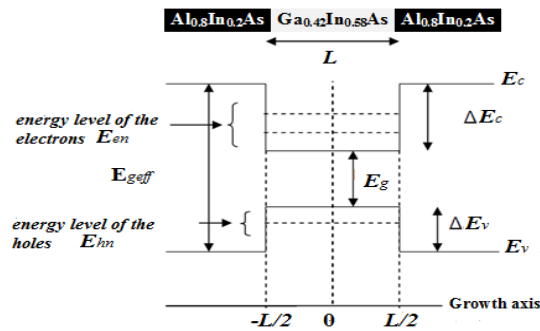 Al0.8In0.2As Ga0.42In0.58As Al0.8In0.2As
L
Ec
energy level of the
electrons Een
ΔEc
Egeff
Eg
energy level of the
holes Ehn
ΔEv
Ev
Growth axis
-L/2 0 L/2